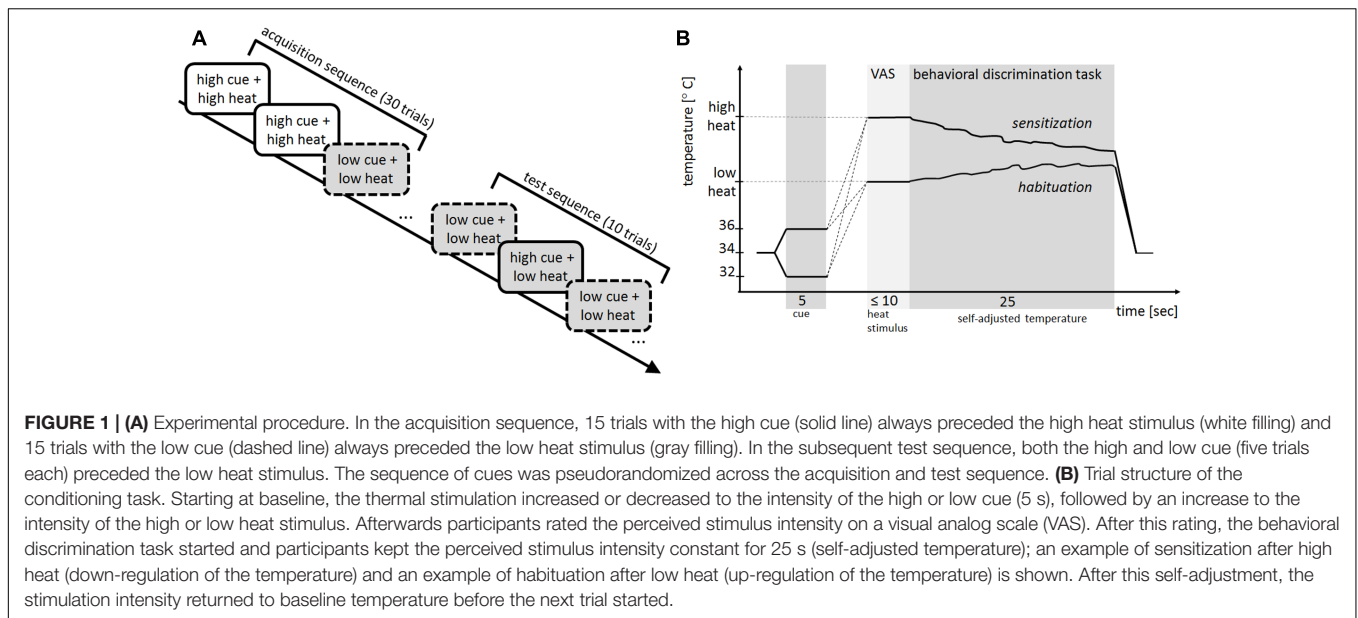 A
acquisition sequence (30 trials)
high cue +
high heat
high cue +
high heat
low cue +
low heat
...
test sequence (10 trials)
low cue +
low heat
high cue +
low heat
low cue +
low heat
...
B
VAS behavioral discrimination task
temperature [° C]
high
heat
low
heat
36
34
32
sensitization
habituation
5
cue
≤ 10
heat
stimulus
25
self-adjusted temperature
time [sec]
FIGURE 1 | (A) Experimental procedure. In the acquisition sequence, 15 trials with the high cue (solid line) always preceded the high heat stimulus (white filling) and
15 trials with the low cue (dashed line) always preceded the low heat stimulus (gray filling). In the subsequent test sequence, both the high and low cue (five trials
each) preceded the low heat stimulus. The sequence of cues was pseudorandomized across the acquisition and test sequence. (B) Trial structure of the
conditioning task. Starting at baseline, the thermal stimulation increased or decreased to the intensity of the high or low cue (5 s), followed by an increase to the
intensity of the high or low heat stimulus. Afterwards participants rated the perceived stimulus intensity on a visual analog scale (VAS). After this rating, the behavioral
discrimination task started and participants kept the perceived stimulus intensity constant for 25 s (self-adjusted temperature); an example of sensitization after high
heat (down-regulation of the temperature) and an example of habituation after low heat (up-regulation of the temperature) is shown. After this self-adjustment, the
stimulation intensity returned to baseline temperature before the next trial started.